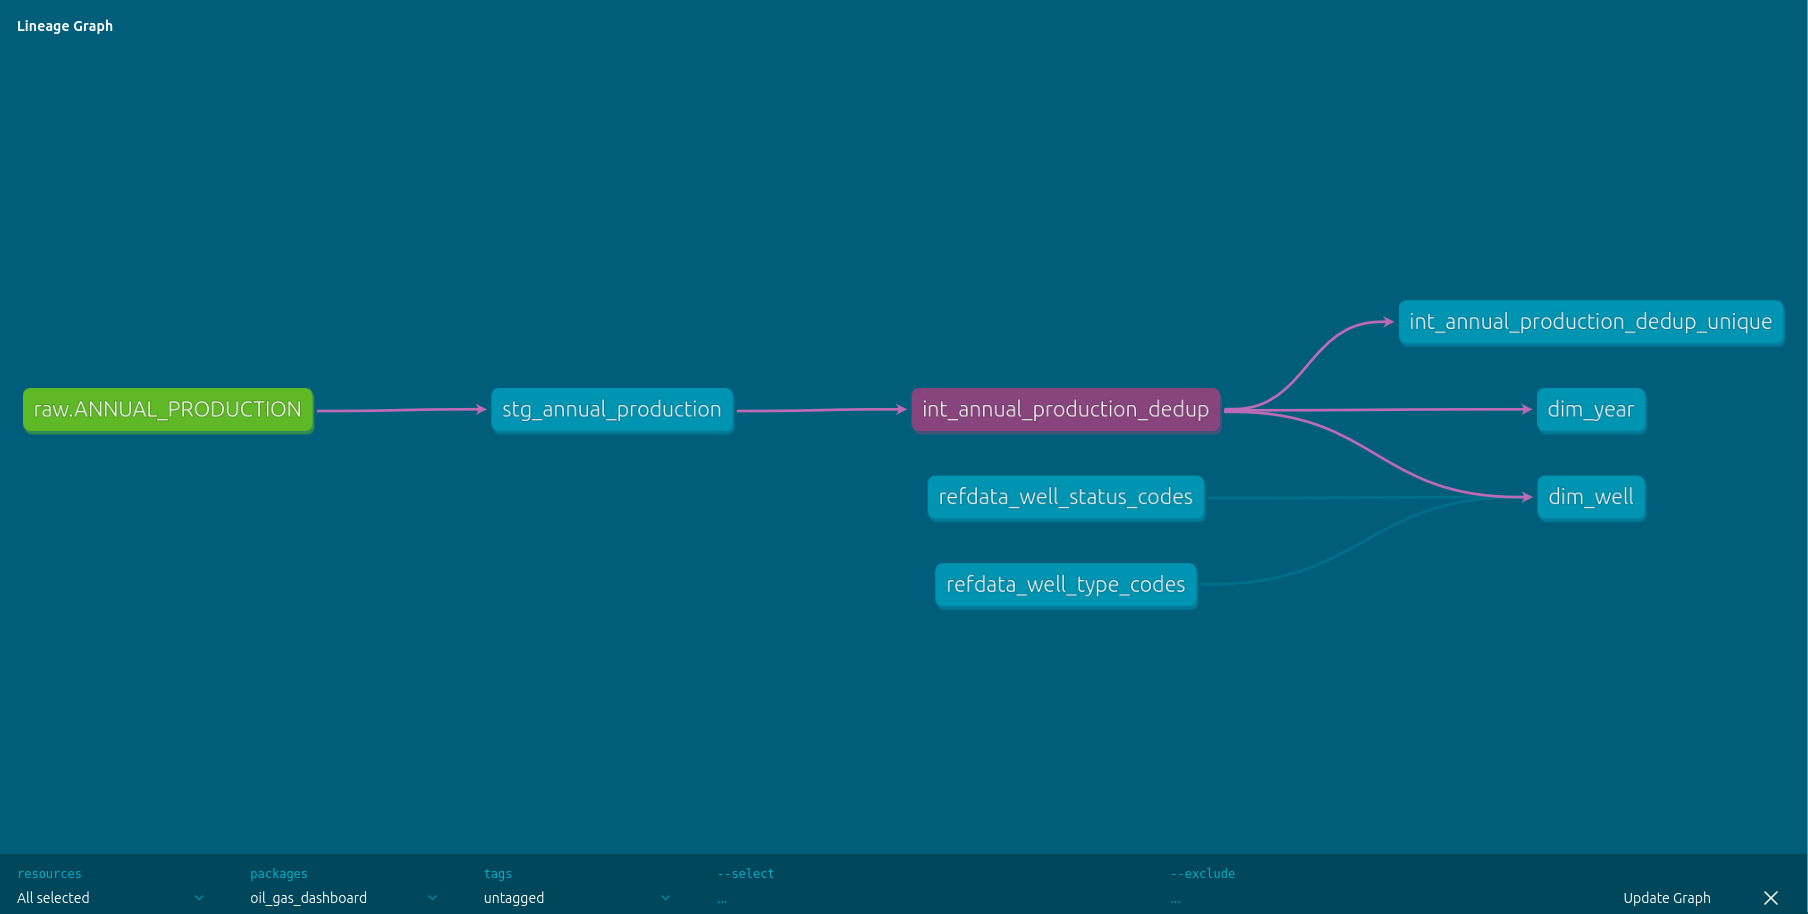 Lineage Graph
int_annual_production_dedup_unique
raw.ANNUAL_PRODUCTION
stg_annual_production
int_annual_production_dedup
dim_year
refdata_well_status_codes
dim_well
refdata_well_type_codes
resources
packages
tags
--select
--exclude
All selected
oil_gas_dashboard
untagged
...
...
Update Graph